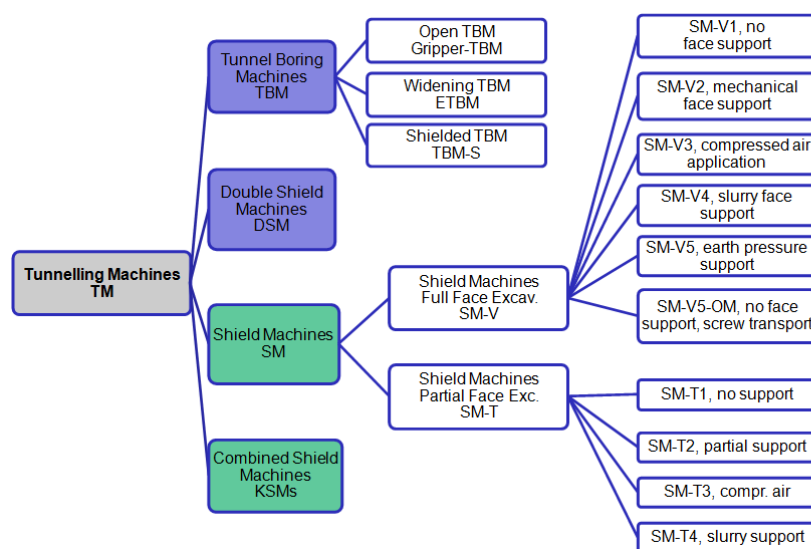 Tunnelling Machines
TM
Tunnel Boring
Machines
TBM
Double Shield
Machines
DSM
Shield Machines
SM
Combined Shield
Machines
KSMs
Open TBM
Gripper-TBM
Widening TBM
ETBM
Shielded TBM
TBM-S
Shield Machines
Full Face Excav.
SM-V
Shield Machines
Partial Face Exc.
SM-T
SM-V1, no
face support
SM-V2, mechanical
face support
SM-V3, compressed air
application
SM-V4, slurry face
support
SM-V5, earth pressure
support
SM-V5-OM, no face
support, screw transport
SM-T1, no support
SM-T2, partial support
SM-T3, compr. air
SM-T4, slurry support